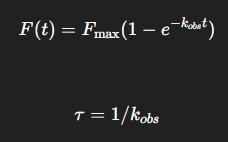 F(t) = F_max(1 − e^{−k_obs t})
τ = 1/k_obs